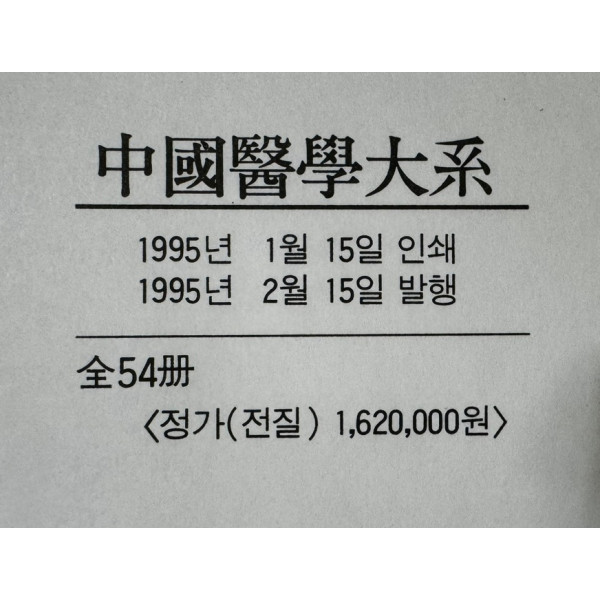 中國醫學大系
1995년 1월 15일 인쇄
1995년 2월 15일 발행
全54册
〈정가(전질) 1,620,000원〉